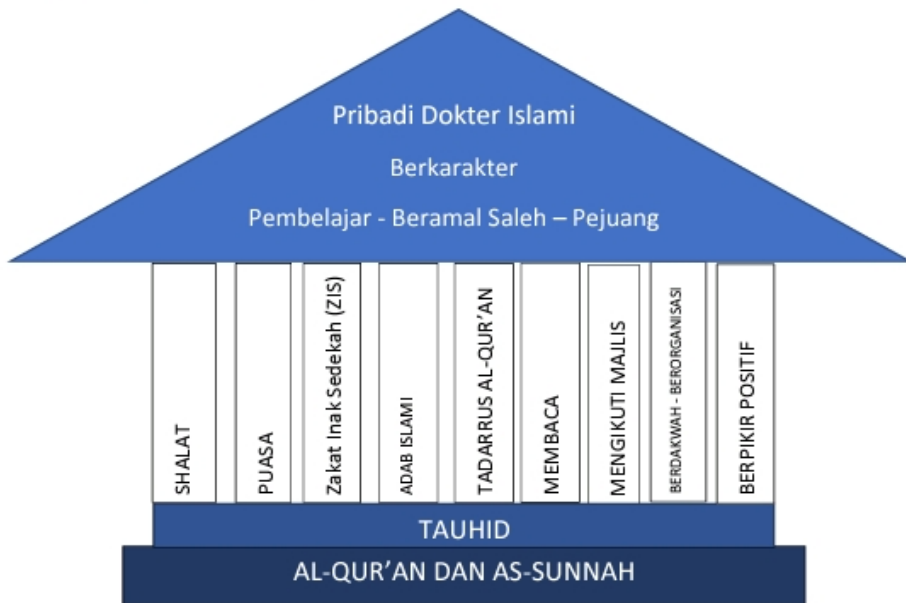 Pribadi Dokter Islami
Berkarakter
Pembelajar - Beramal Saleh – Pejuang
SHALAT
PUASA
Zakat Inak Sedekah (ZIS)
ADAB ISLAMI
TADARRUS AL-QUR’AN
MEMBACA
MENGIKUTI MAJLIS
BERDAKWAH - BERORGANISASI
BERPIKIR POSITIF
TAUHID
AL-QUR’AN DAN AS-SUNNAH